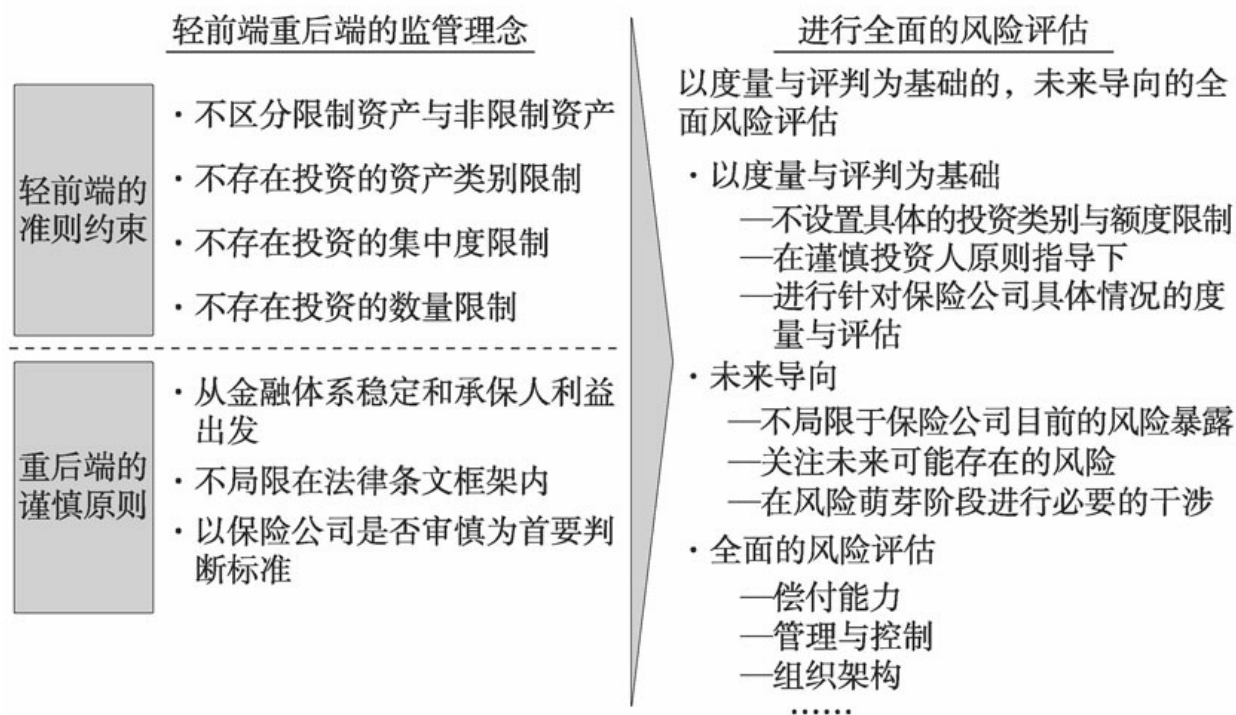 轻前端重后端的监管理念
轻前端的
准则约束
·不区分限制资产与非限制资产
·不存在投资的资产类别限制
·不存在投资的集中度限制
·不存在投资的数量限制
重后端的
谨慎原则
·从金融体系稳定和承保人利益
出发
·不局限在法律条文框架内
·以保险公司是否审慎为首要判
断标准
进行全面的风险评估
以度量与评判为基础的，未来导向的全
面风险评估
·以度量与评判为基础
—不设置具体的投资类别与额度限制
—在谨慎投资人原则指导下
—进行针对保险公司具体情况的度
量与评估
·未来导向
—不局限于保险公司目前的风险暴露
—关注未来可能存在的风险
—在风险萌芽阶段进行必要的干涉
·全面的风险评估
—偿付能力
—管理与控制
—组织架构
……